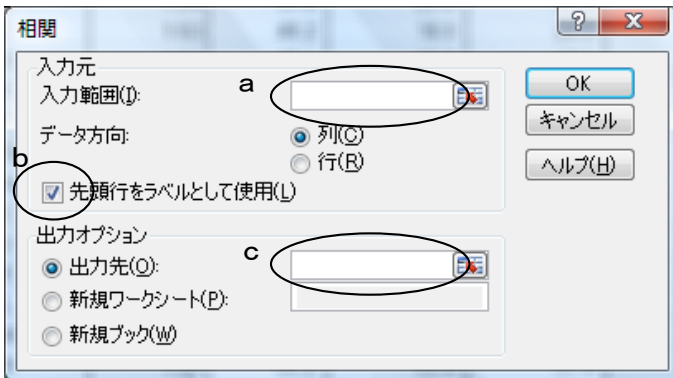 相関
入力元
入力範囲(I):
a
OK
キャンセル
ヘルプ(H)
データ方向:
列(C)
行(R)
b
先頭行をラベルとして使用(L)
出力オプション
出力先(O):
c
新規ワークシート(P):
新規ブック(W)